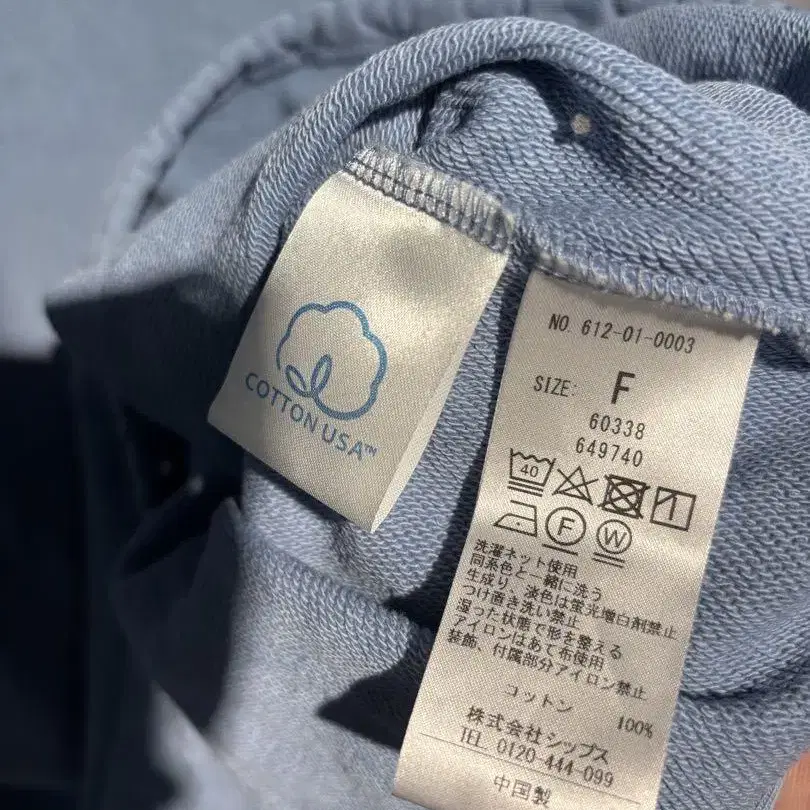 COTTON USA™
NO. 612-01-0003
SIZE: F
60338
649740
40
F W
洗濯ネット使用
同系色と一緒に洗う
生成り、淡色は蛍光増白剤禁止
つけ置き洗い禁止
湿った状態で形を整える
アイロンはあて布使用
装飾、付属部分アイロン禁止
コットン 100%
株式会社シップス
TEL. 0120-444-099
中国製